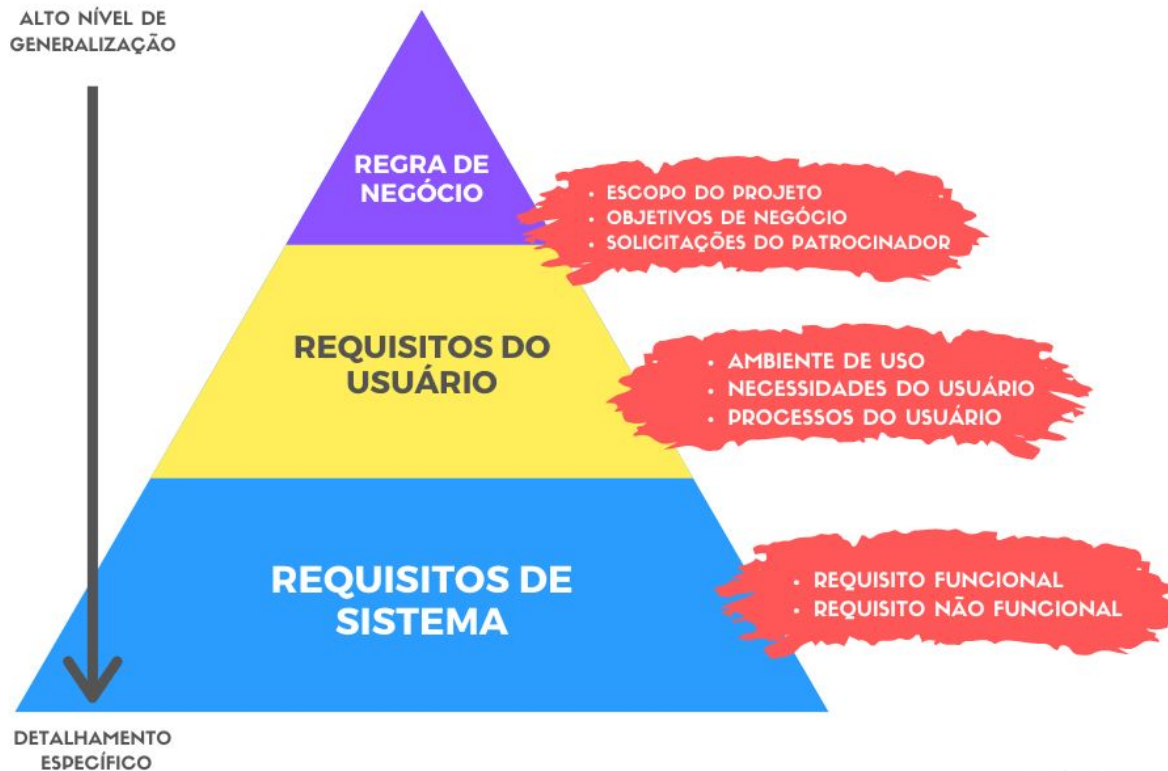 ALTO NÍVEL DE
GENERALIZAÇÃO
REGRA DE
NEGÓCIO
• ESCOPO DO PROJETO
• OBJETIVOS DE NEGÓCIO
• SOLICITAÇÕES DO PATROCINADOR
REQUISITOS DO
USUÁRIO
• AMBIENTE DE USO
• NECESSIDADES DO USUÁRIO
• PROCESSOS DO USUÁRIO
REQUISITOS DE
SISTEMA
• REQUISITO FUNCIONAL
• REQUISITO NÃO FUNCIONAL
DETALHAMENTO
ESPECÍFICO